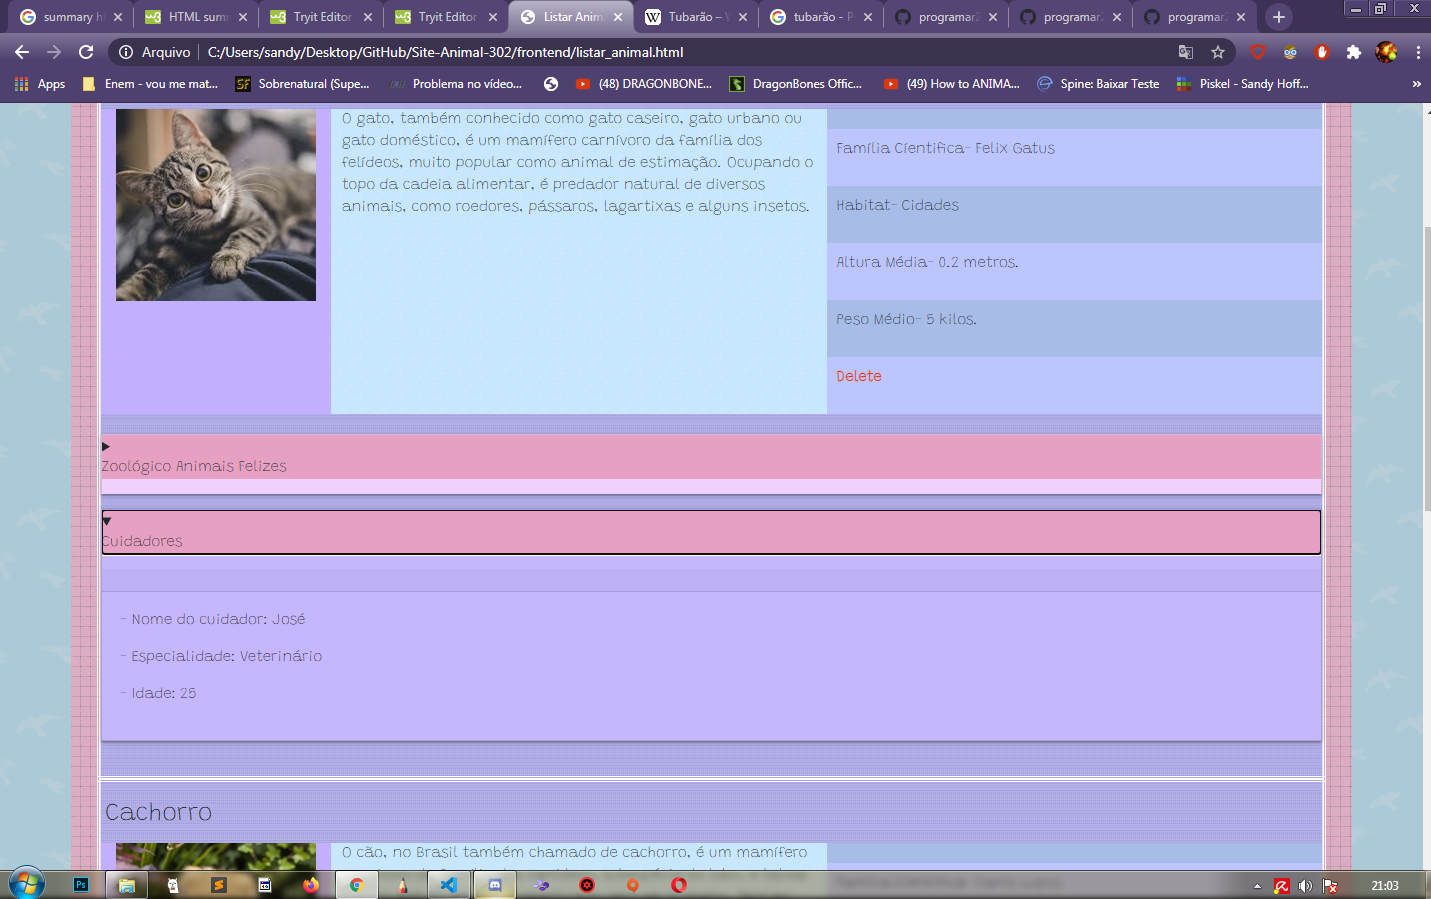 summary h
HTML sum
Tryit Editor
Tryit Editor
Listar Anim
Tubarão – W
tubarão - P
programar
programar
programar
Arquivo
C:/Users/sandy/Desktop/GitHub/Site-Animal-302/frontend/listar_animal.html
Apps
Enem - vou me mat...
Sobrenatural (Supe...
Problema no vídeo...
(48) DRAGONBONE...
DragonBones Offic...
(49) How to ANIMA...
Spine: Baixar Teste
Piskel - Sandy Hoff...
»
O gato, também conhecido como gato caseiro, gato urbano ou
gato doméstico, é um mamífero carnívoro da família dos
felídeos, muito popular como animal de estimação. Ocupando o
topo da cadeia alimentar, é predador natural de diversos
animais, como roedores, pássaros, lagartixas e alguns insetos.
Família Científica- Felix Gatus
Habitat- Cidades
Altura Média- 0.2 metros.
Peso Médio- 5 kilos.
Delete
Zoológico Animais Felizes
Cuidadores
- Nome do cuidador: José
- Especialidade: Veterinário
- Idade: 25
Cachorro
O cão, no Brasil também chamado de cachorro, é um mamífero
21:03